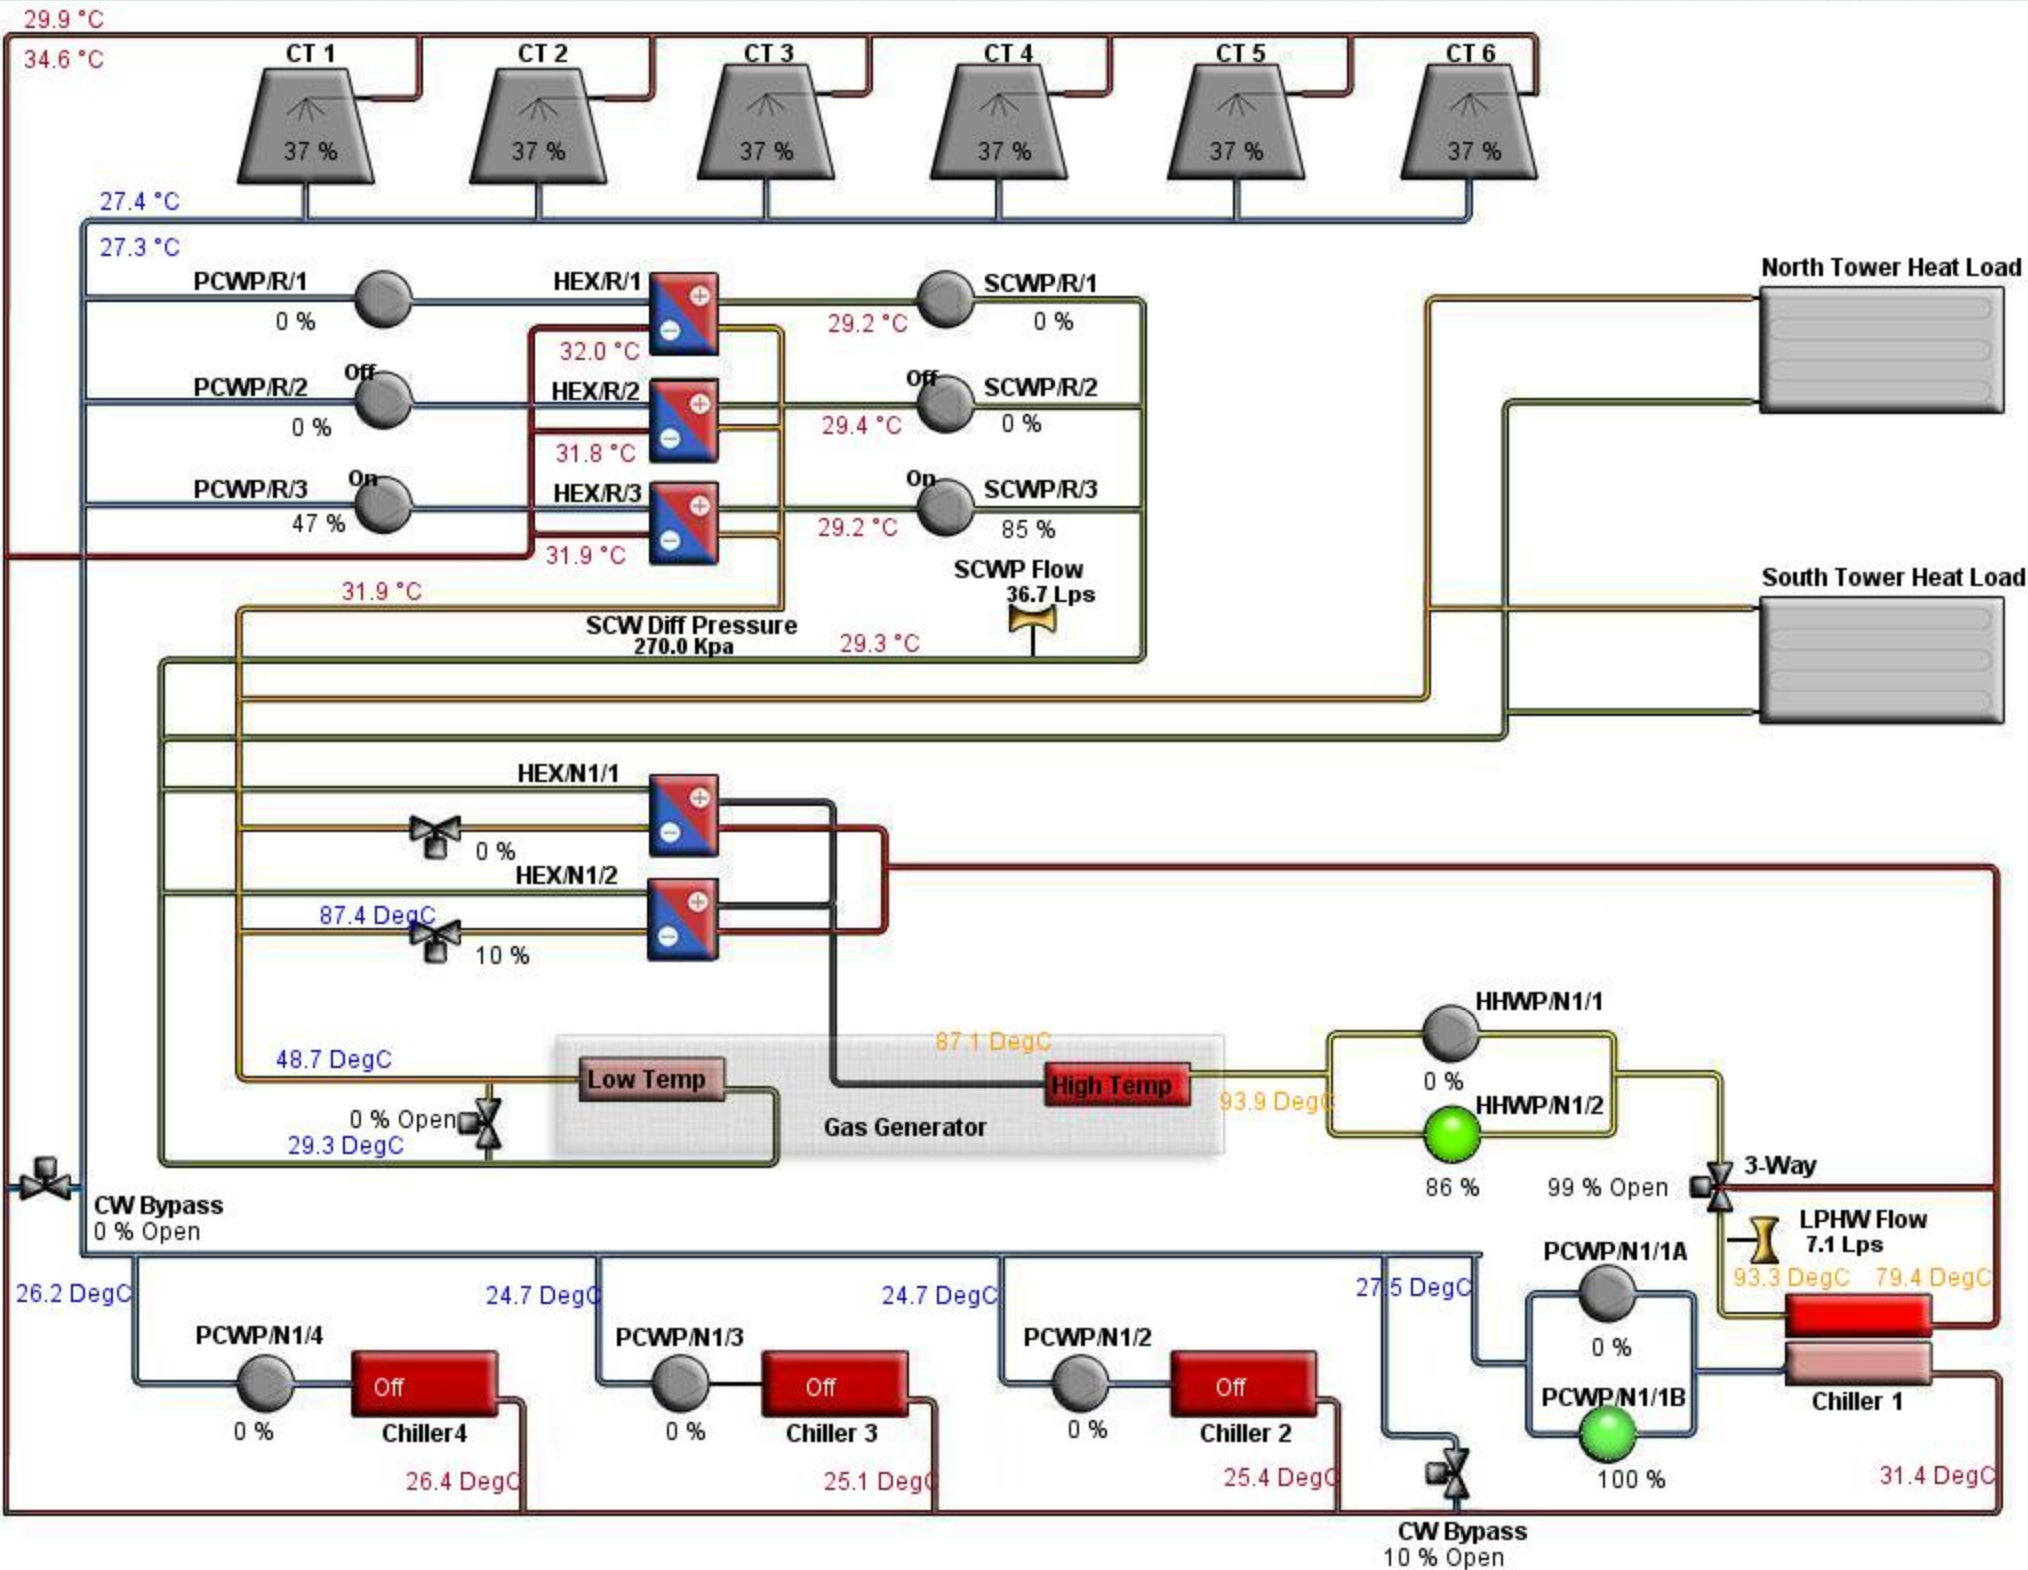 29.9 °C
34.6 °C
CT 1
CT 2
CT 3
CT 4
CT 5
CT 6
37 %
37 %
37 %
37 %
37 %
37 %
27.4 °C
27.3 °C
PCWP/R/1
0 %
HEX/R/1
32.0 °C
29.2 °C
SCWP/R/1
0 %
North Tower Heat Load
PCWP/R/2
Off
0 %
HEX/R/2
31.8 °C
29.4 °C
Off
SCWP/R/2
0 %
PCWP/R/3
On
47 %
HEX/R/3
31.9 °C
29.2 °C
On
SCWP/R/3
85 %
SCWP Flow
36.7 Lps
South Tower Heat Load
31.9 °C
SCW Diff Pressure
270.0 Kpa
29.3 °C
HEX/N1/1
0 %
HEX/N1/2
87.4 DegC
10 %
48.7 DegC
Low Temp
87.1 DegC
High Temp
93.9 DegC
Gas Generator
0 % Open
29.3 DegC
HHWP/N1/1
0 %
HHWP/N1/2
86 %
99 % Open
3-Way
LPHW Flow
7.1 Lps
93.3 DegC
79.4 DegC
CW Bypass
0 % Open
26.2 DegC
24.7 DegC
24.7 DegC
27.5 DegC
PCWP/N1/1A
0 %
PCWP/N1/1B
100 %
Chiller 1
31.4 DegC
PCWP/N1/4
0 %
Off
Chiller4
26.4 DegC
PCWP/N1/3
0 %
Off
Chiller 3
25.1 DegC
PCWP/N1/2
0 %
Off
Chiller 2
25.4 DegC
CW Bypass
10 % Open